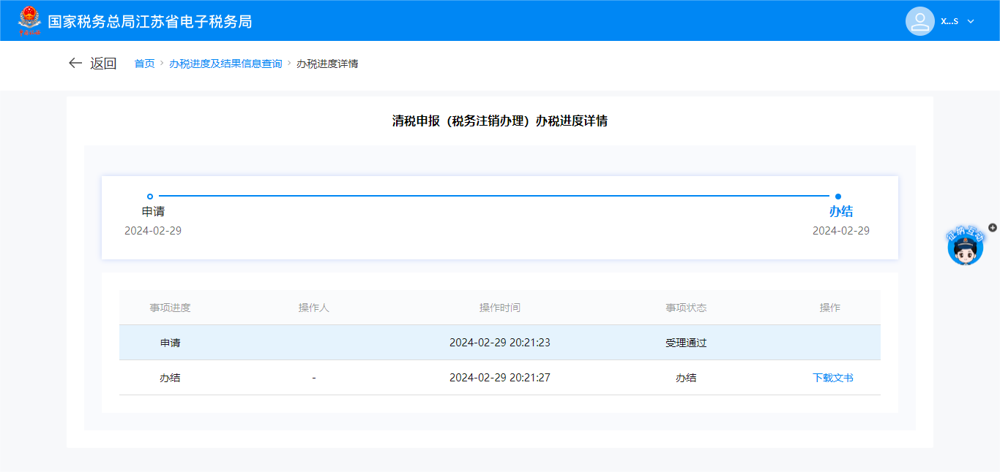 国家税务总局江苏省电子税务局
x...s
返回 首页 > 办税进度及结果信息查询 > 办税进度详情
清税申报（税务注销办理）办税进度详情
申请 办结
2024-02-29 2024-02-29
征纳互动
事项进度 操作人 操作时间 事项状态 操作
申请 2024-02-29 20:21:23 受理通过
办结 - 2024-02-29 20:21:27 办结 下载文书